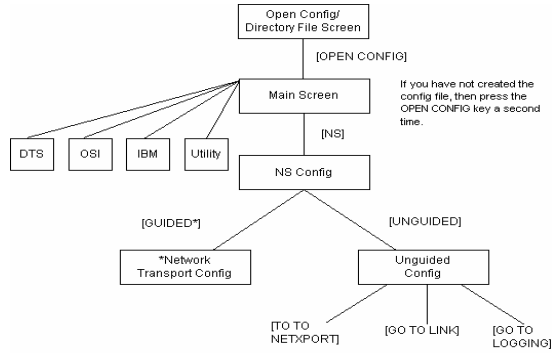 Open Config/
Directory File Screen
[OPEN CONFIG]
Main Screen
If you have not created the
config file, then press the
OPEN CONFIG key a second
time.
[NS]
DTS
OSI
IBM
Utility
NS Config
[GUIDED*]
[UNGUIDED]
*Network
Transport Config
Unguided
Config
[TO TO
NETXPORT]
[GO TO LINK]
[GO TO
LOGGING]